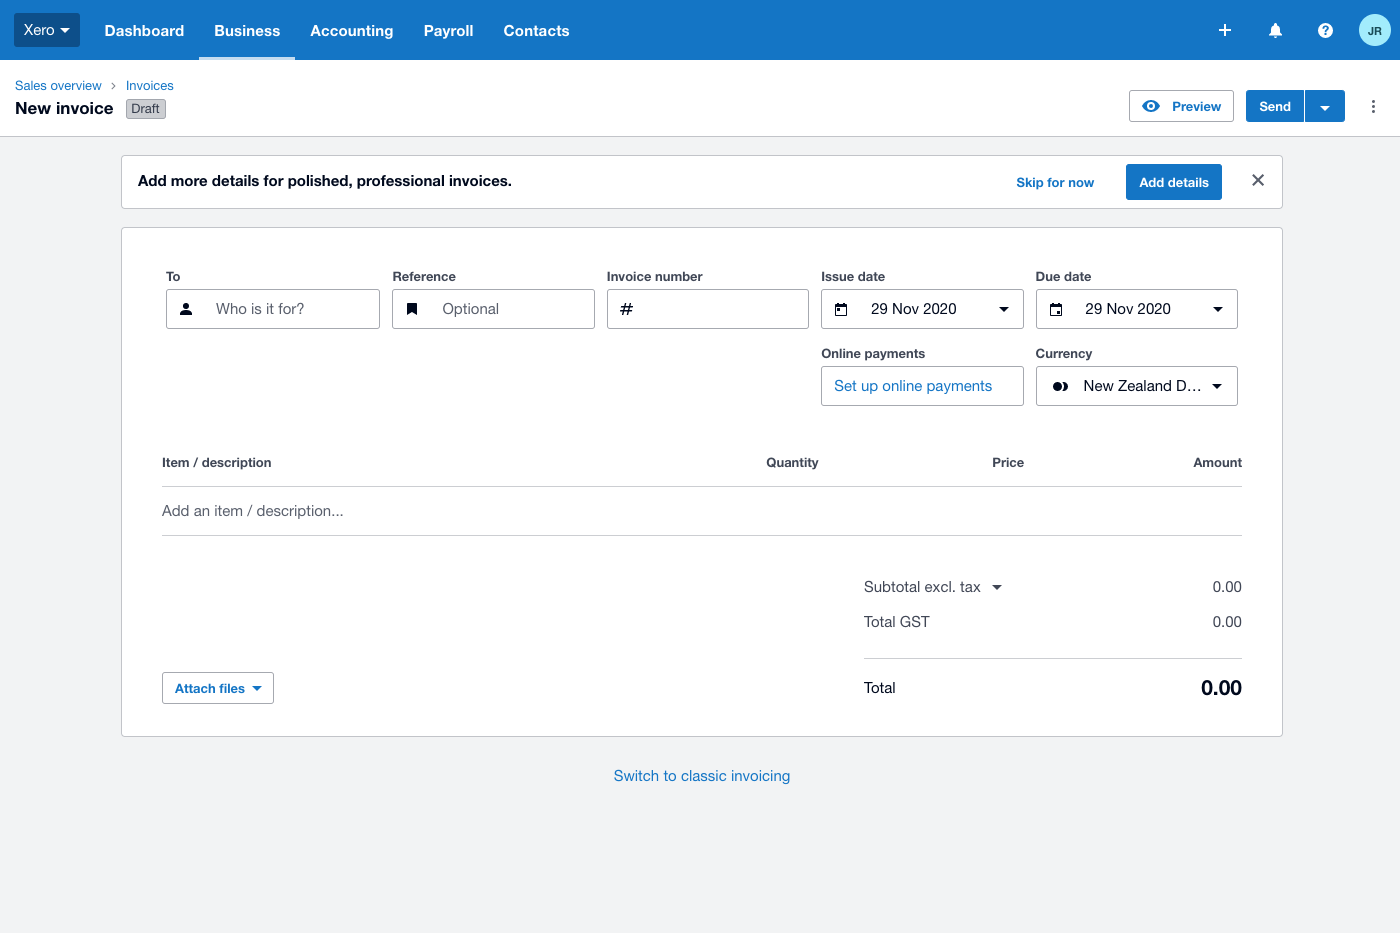 Xero Dashboard Business Accounting Payroll Contacts JR
Sales overview Invoices
New invoice Draft
Preview Send
Add more details for polished, professional invoices. Skip for now Add details
To Reference Invoice number Issue date Due date
Who is it for? Optional # 29 Nov 2020 29 Nov 2020
Online payments Currency
Set up online payments New Zealand D...
Item / description Quantity Price Amount
Add an item / description...
Subtotal excl. tax 0.00
Total GST 0.00
Attach files Total 0.00
Switch to classic invoicing